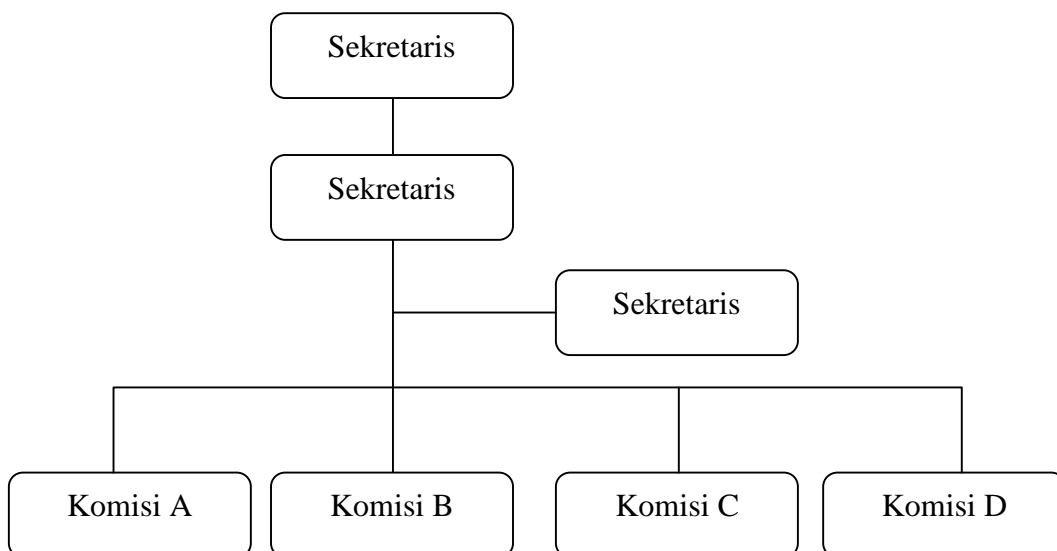 Sekretaris
Sekretaris
Sekretaris
Komisi A
Komisi B
Komisi C
Komisi D